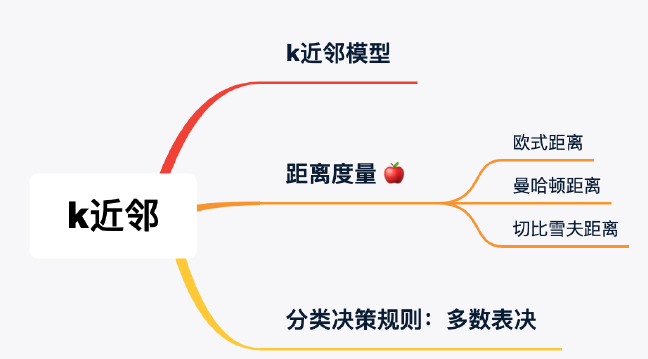 k近邻模型
欧式距离
距离度量 🍎
曼哈顿距离
k近邻
切比雪夫距离
分类决策规则：多数表决